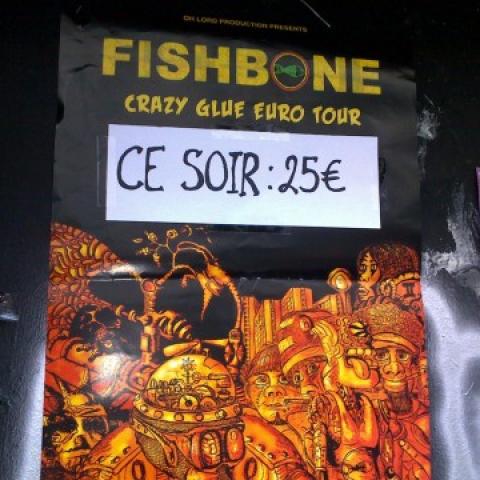 OH LORD PRODUCTION PRESENTS
FISHBONE
CRAZY GLUE EURO TOUR
CE SOIR: 25€